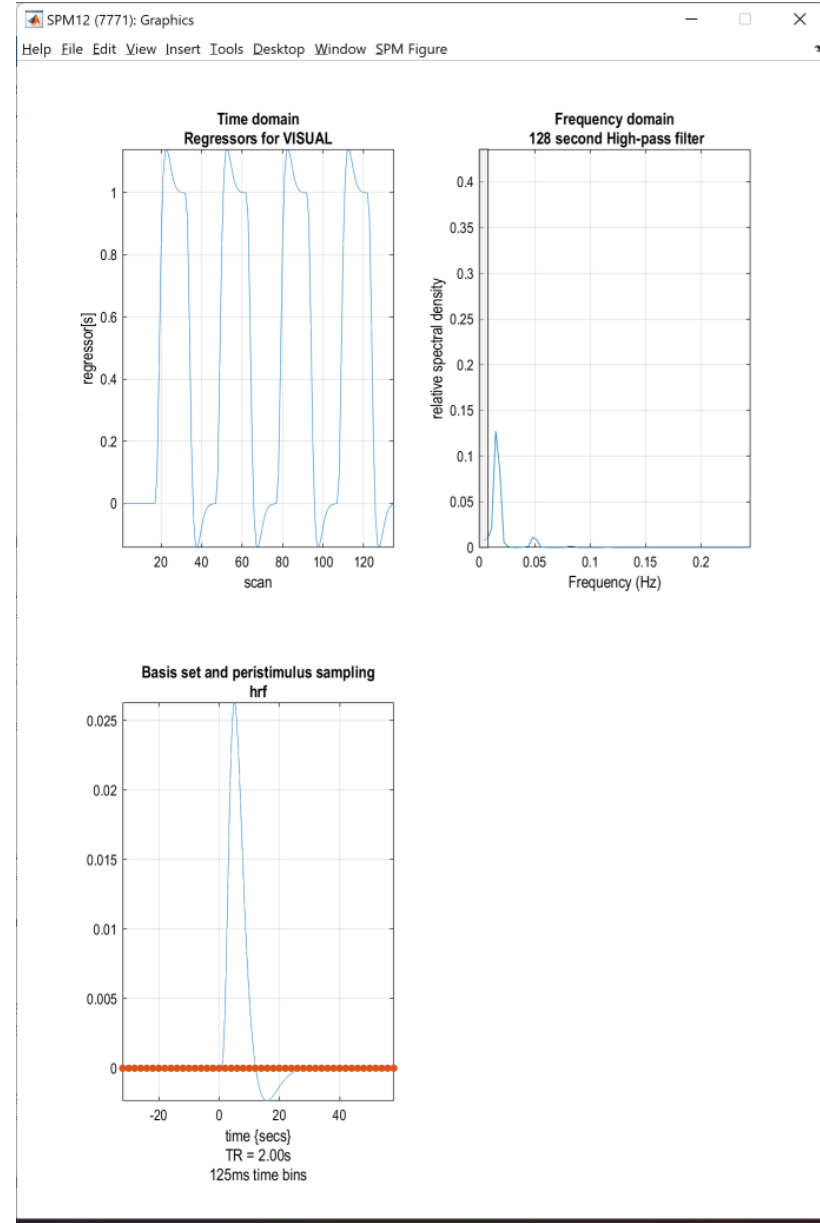 SPM12 (7771): Graphics
Help File Edit View Insert Tools Desktop Window SPM Figure
Time domain
Regressors for VISUAL
regressor[s]
1
0.8
0.6
0.4
0.2
0
20 40 60 80 100 120
scan
Frequency domain
128 second High-pass filter
relative spectral density
0.4
0.35
0.3
0.25
0.2
0.15
0.1
0.05
0
0 0.05 0.1 0.15 0.2
Frequency (Hz)
Basis set and peristimulus sampling
hrf
0.025
0.02
0.015
0.01
0.005
0
-20 0 20 40
time {secs}
TR = 2.00s
125ms time bins